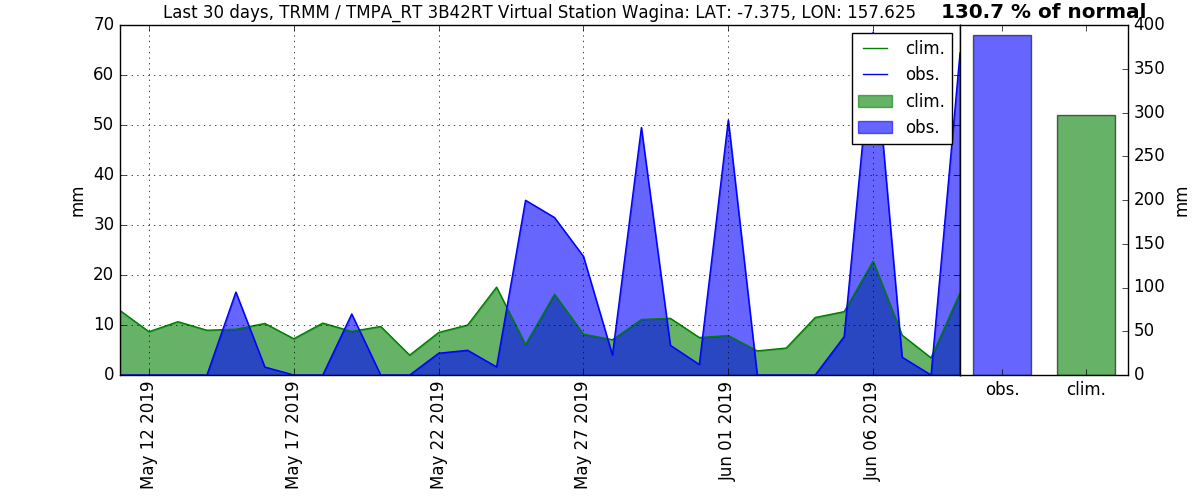 Last 30 days, TRMM / TMPA_RT 3B42RT Virtual Station Wagina: LAT: -7.375, LON: 157.625
130.7 % of normal
clim.
obs.
clim.
obs.
70
60
50
40
30
20
10
0
mm
May 12 2019
May 17 2019
May 22 2019
May 27 2019
Jun 01 2019
Jun 06 2019
400
350
300
250
200
150
100
50
0
mm
obs.
clim.